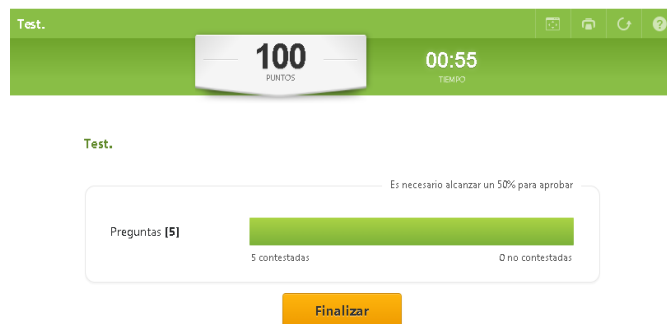 Test.
100
PUNTOS
00:55
TIEMPO
Test.
Es necesario alcanzar un 50% para aprobar
Preguntas [5]
5 contestadas
0 no contestadas
Finalizar